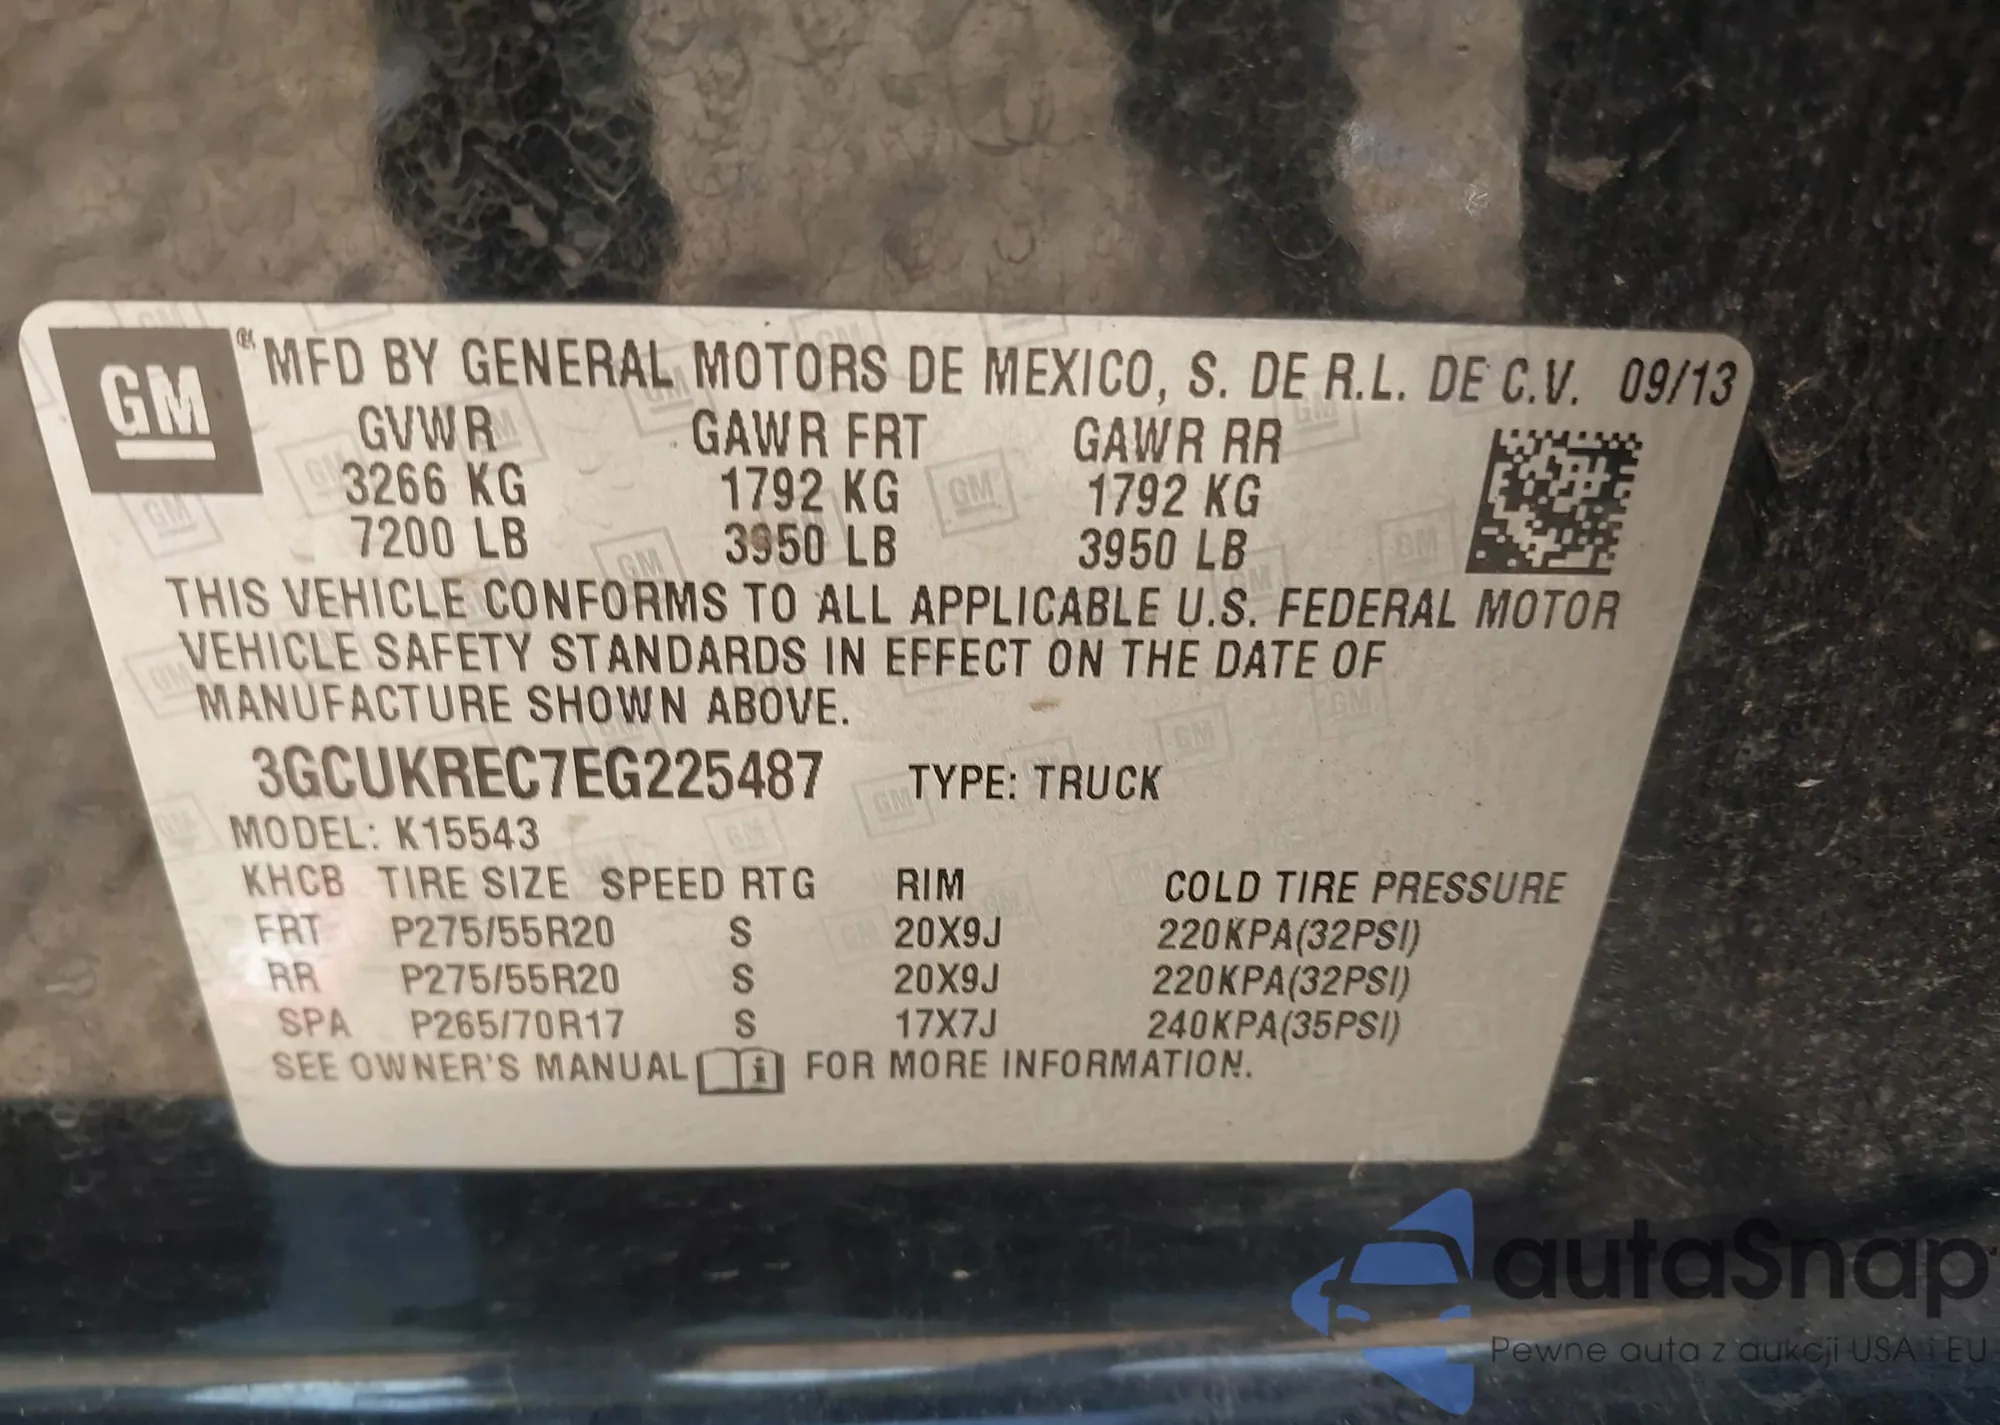 GM ® MFD BY GENERAL MOTORS DE MEXICO, S. DE R.L. DE C.V. 09/13
GVWR GAWR FRT GAWR RR
3266 KG 1792 KG 1792 KG
7200 LB 3950 LB 3950 LB
THIS VEHICLE CONFORMS TO ALL APPLICABLE U.S. FEDERAL MOTOR
VEHICLE SAFETY STANDARDS IN EFFECT ON THE DATE OF
MANUFACTURE SHOWN ABOVE.
3GCUKREC7EG225487 TYPE: TRUCK
MODEL: K15543
KHCB TIRE SIZE SPEED RTG RIM COLD TIRE PRESSURE
FRT P275/55R20 S 20X9J 220KPA(32PSI)
RR P275/55R20 S 20X9J 220KPA(32PSI)
SPA P265/70R17 S 17X7J 240KPA(35PSI)
SEE OWNER'S MANUAL i FOR MORE INFORMATION.
autaSnap
Pewne auta z aukcji USA i EU